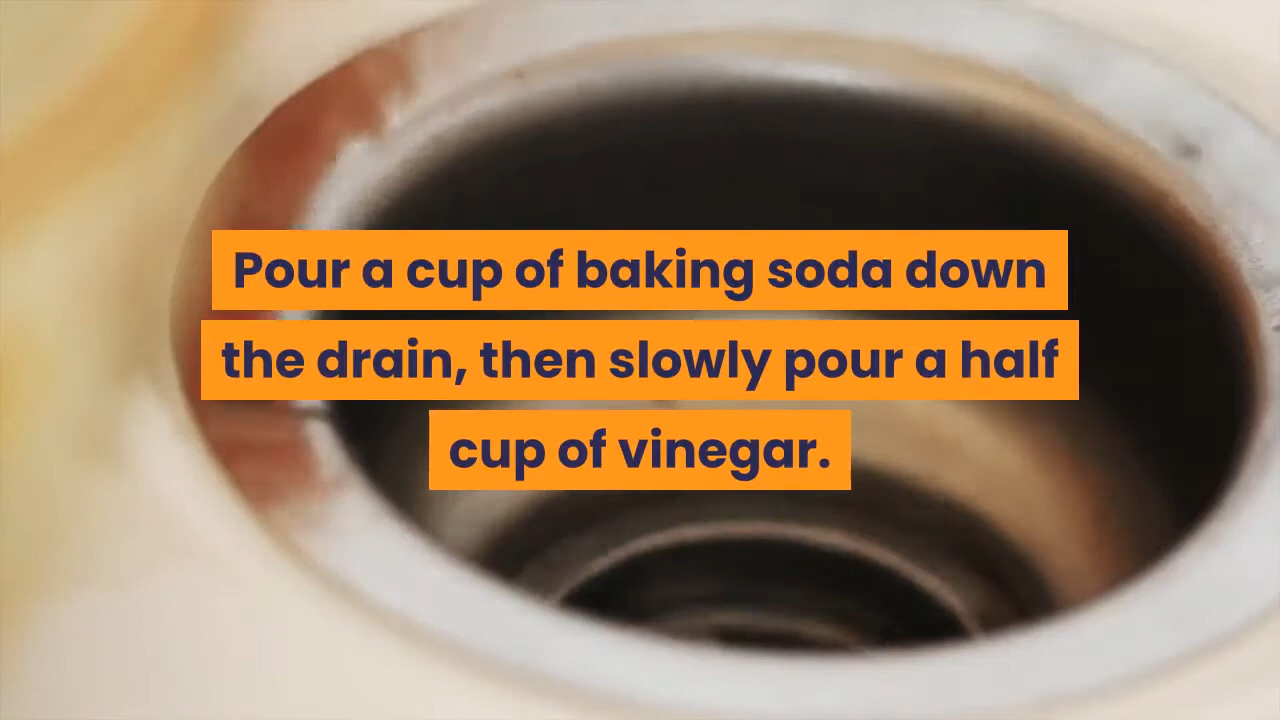 Pour a cup of baking soda down
the drain, then slowly pour a half
cup of vinegar.